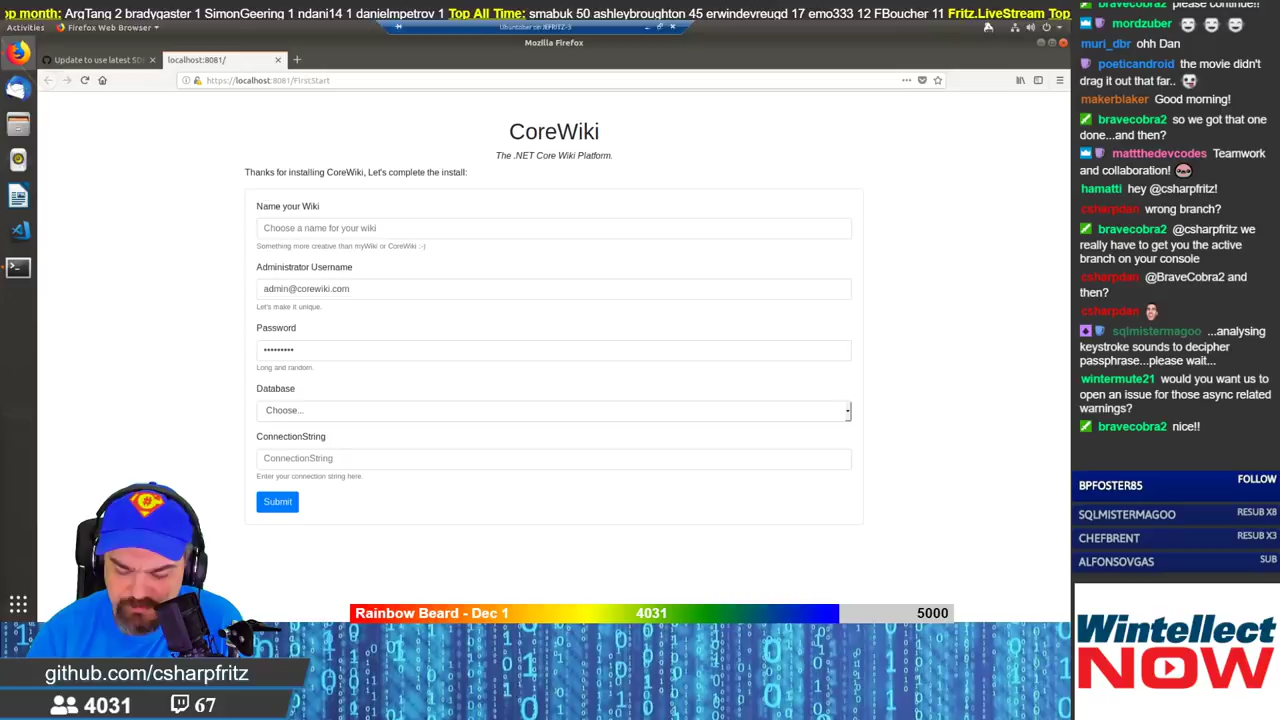 top month: ArgTang 2 bradygaster 1 SimonGeering 1 ndani14 1 danielmpetrov 1 Top All Time: smabuk 50 ashleybroughton 45 erwindevreugd 17 emo333 12 FBoucher 11 Fritz.LiveStream Top
Activities
Firefox Web Browser
Mozilla Firefox
Update to use latest SD
localhost:8081/
https://localhost:8081/FirstStart
CoreWiki
The .NET Core Wiki Platform.
Thanks for installing CoreWiki, Let's complete the install:
Name your Wiki
Choose a name for your wiki
Something more creative than myWiki or CoreWiki :-)
Administrator Username
admin@corewiki.com
Let's make it unique.
Password
•••••••••
Long and random.
Database
Choose...
ConnectionString
ConnectionString
Enter your connection string here.
Submit
please continue!!
mordzuber
muri_dbr ohh Dan
poeticandroid the movie didn't
drag it out that far..
makerblaker Good morning!
bravecobra2 so we got that one
done...and then?
mattthedevcodes Teamwork
and collaboration!
hamatti hey @csharpfritz!
csharpdan wrong branch?
bravecobra2 @csharpfritz we
really have to get you the active
branch on your console
csharpdan @BraveCobra2 and
then?
csharpdan
sqlmistermagoo ...analysing
keystroke sounds to decipher
passphrase...please wait...
wintermute21 would you want us to
open an issue for those async related
warnings?
bravecobra2 nice!!
BPFOSTER85 FOLLOW
SQLMISTERMAGOO RESUB X8
CHEFBRENT RESUB X3
ALFONSOVGAS SUB
Rainbow Beard - Dec 1 4031 5000
Wintellect
NOW
github.com/csharpfritz
4031 67